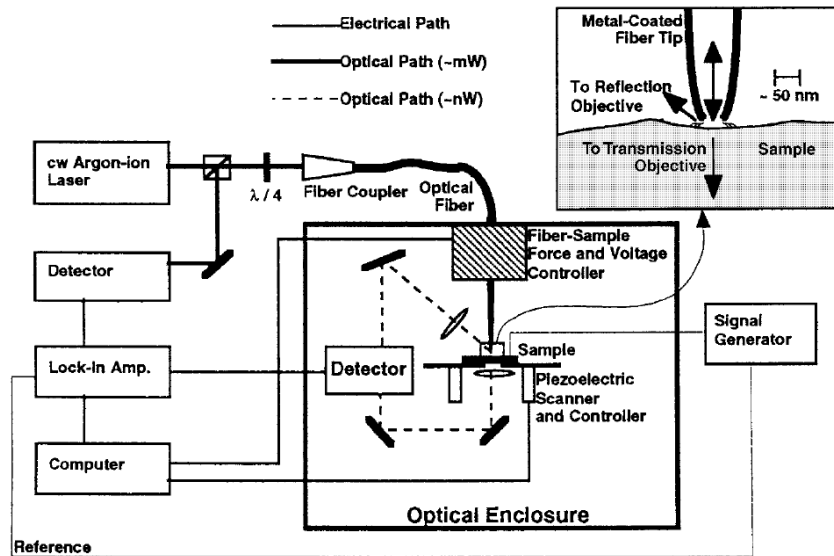 Electrical Path
Optical Path (~mW)
Optical Path (~nW)
Metal-Coated
Fiber Tip
To Reflection
Objective
~ 50 nm
To Transmission
Objective
Sample
cw Argon-ion
Laser
λ / 4
Fiber Coupler
Optical
Fiber
Fiber-Sample
Force and Voltage
Controller
Detector
Signal
Generator
Lock-In Amp.
Detector
Sample
Piezoelectric
Scanner
and Controller
Computer
Optical Enclosure
Reference